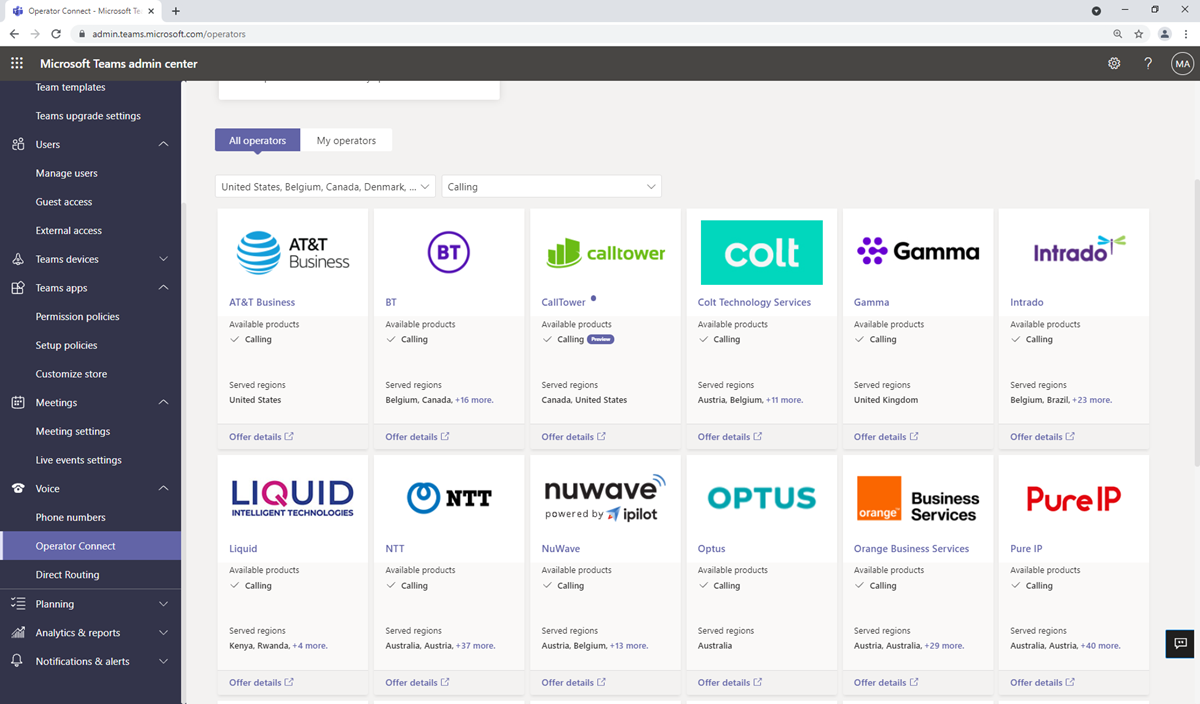 Operator Connect - Microsoft Te
admin.teams.microsoft.com/operators
Microsoft Teams admin center
?
MA
Team templates
Teams upgrade settings
Users
Manage users
Guest access
External access
Teams devices
Teams apps
Permission policies
Setup policies
Customize store
Meetings
Meeting settings
Live events settings
Voice
Phone numbers
Operator Connect
Direct Routing
Planning
Analytics & reports
Notifications & alerts
All operators
My operators
United States, Belgium, Canada, Denmark, ...
Calling
AT&T
Business
AT&T Business
Available products
Calling
Served regions
United States
Offer details
BT
BT
Available products
Calling
Served regions
Belgium, Canada, +16 more.
Offer details
calltower
CallTower
Available products
Calling Preview
Served regions
Canada, United States
Offer details
colt
Colt Technology Services
Available products
Calling
Served regions
Austria, Belgium, +11 more.
Offer details
Gamma
Gamma
Available products
Calling
Served regions
United Kingdom
Offer details
Intrado
Intrado
Available products
Calling
Served regions
Belgium, Brazil, +23 more.
Offer details
LIQUID
INTELLIGENT TECHNOLOGIES
Liquid
Available products
Calling
Served regions
Kenya, Rwanda, +4 more.
Offer details
NTT
NTT
Available products
Calling
Served regions
Australia, Austria, +37 more.
Offer details
nuwave
powered by ipilot
NuWave
Available products
Calling
Served regions
Austria, Belgium, +13 more.
Offer details
OPTUS
Optus
Available products
Calling
Served regions
Australia
Offer details
orange
Business
Services
Orange Business Services
Available products
Calling
Served regions
Austria, Australia, +29 more.
Offer details
Pure IP
Pure IP
Available products
Calling
Served regions
Australia, Austria, +40 more.
Offer details